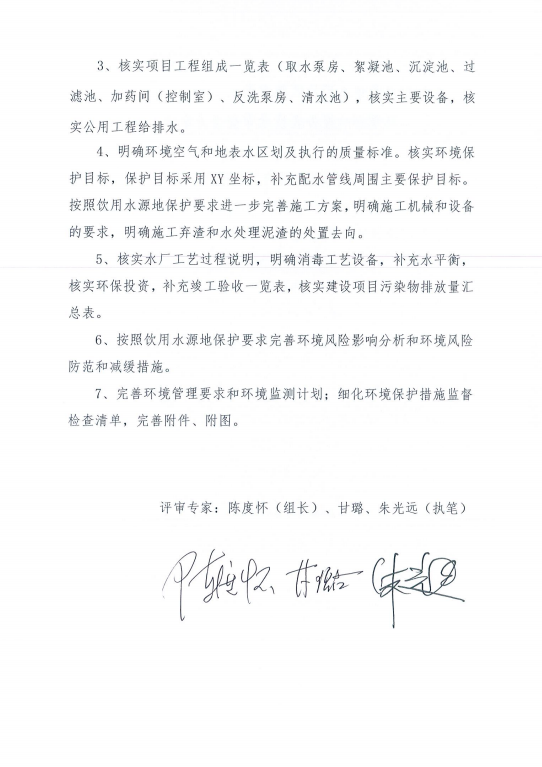 3、核实项目工程组成一览表（取水泵房、絮凝池、沉淀池、过
滤池、加药间（控制室）、反洗泵房、清水池），核实主要设备，核
实公用工程给排水。
4、明确环境空气和地表水区划及执行的质量标准。核实环境保
护目标，保护目标采用 XY 坐标，补充配水管线周围主要保护目标。
按照饮用水源地保护要求进一步完善施工方案，明确施工机械和设备
的要求，明确施工弃渣和水处理泥渣的处置去向。
5、核实水厂工艺过程说明，明确消毒工艺设备，补充水平衡，
核实环保投资，补充竣工验收一览表，核实建设项目污染物排放量汇
总表。
6、按照饮用水源地保护要求完善环境风险影响分析和环境风险
防范和减缓措施。
7、完善环境管理要求和环境监测计划；细化环境保护措施监督
检查清单，完善附件、附图。
评审专家：陈度怀（组长）、甘璐、朱光远（执笔）
陈度怀、甘璐 朱光远